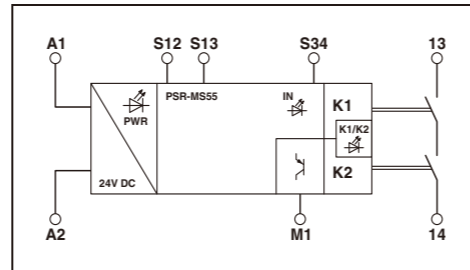 A1 S12 S13 S34 13
PSR-MS55 IN K1
PWR
K1/K2
K2
24V DC
A2 M1 14